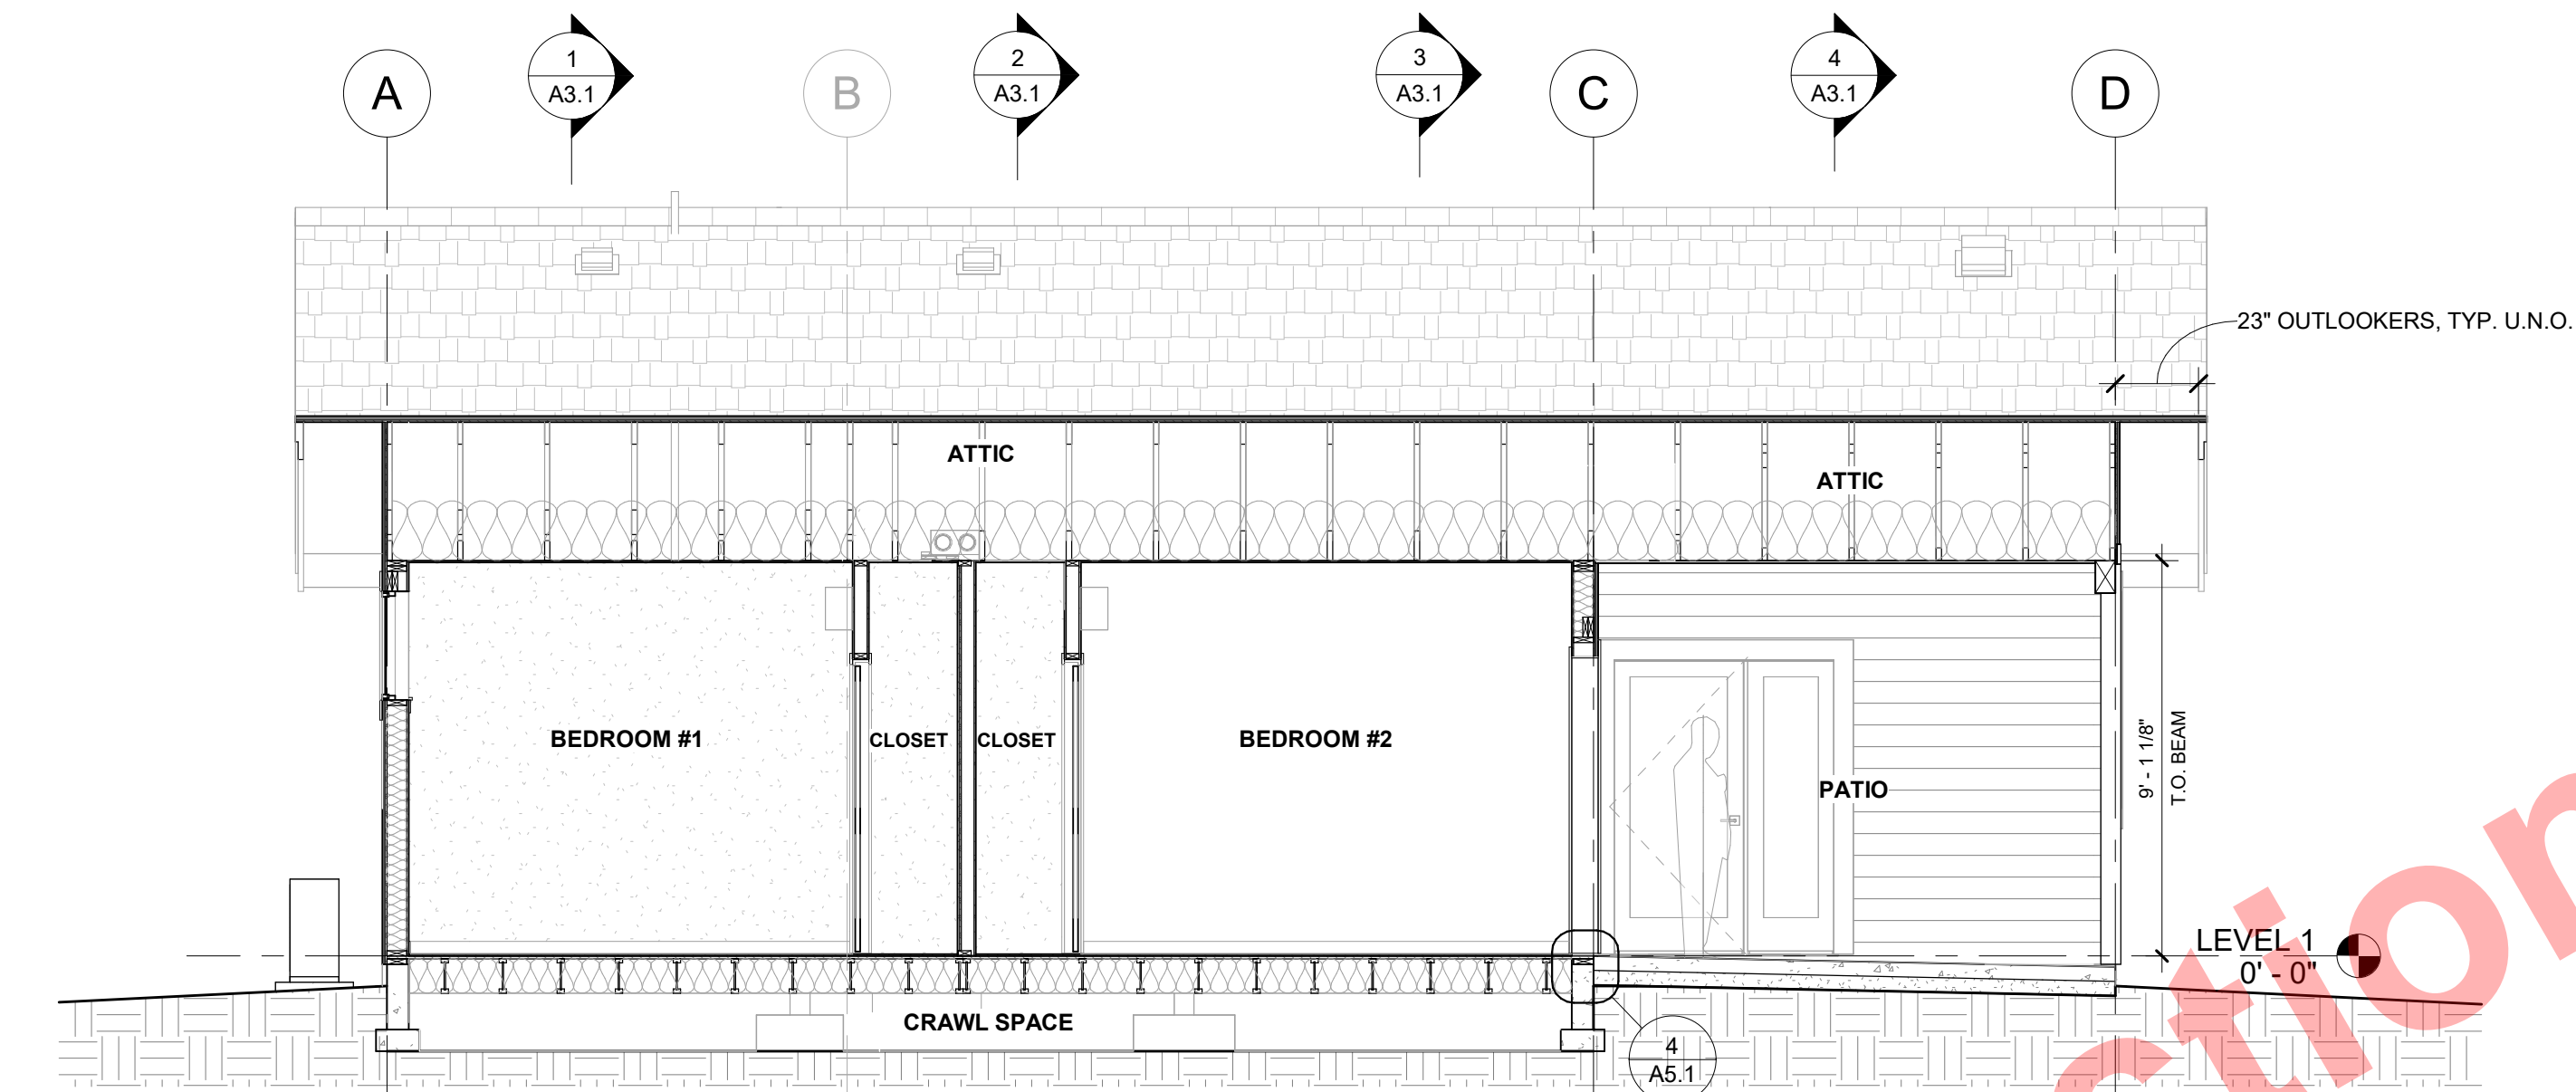 A
1
A3.1
B
2
A3.1
3
A3.1
C
4
A3.1
D
23" OUTLOOKERS, TYP. U.N.O.
ATTIC
ATTIC
BEDROOM #1
CLOSET
CLOSET
BEDROOM #2
PATIO
9' - 1 1/8"
T.O. BEAM
LEVEL 1
0' - 0"
CRAWL SPACE
4
A5.1
ction